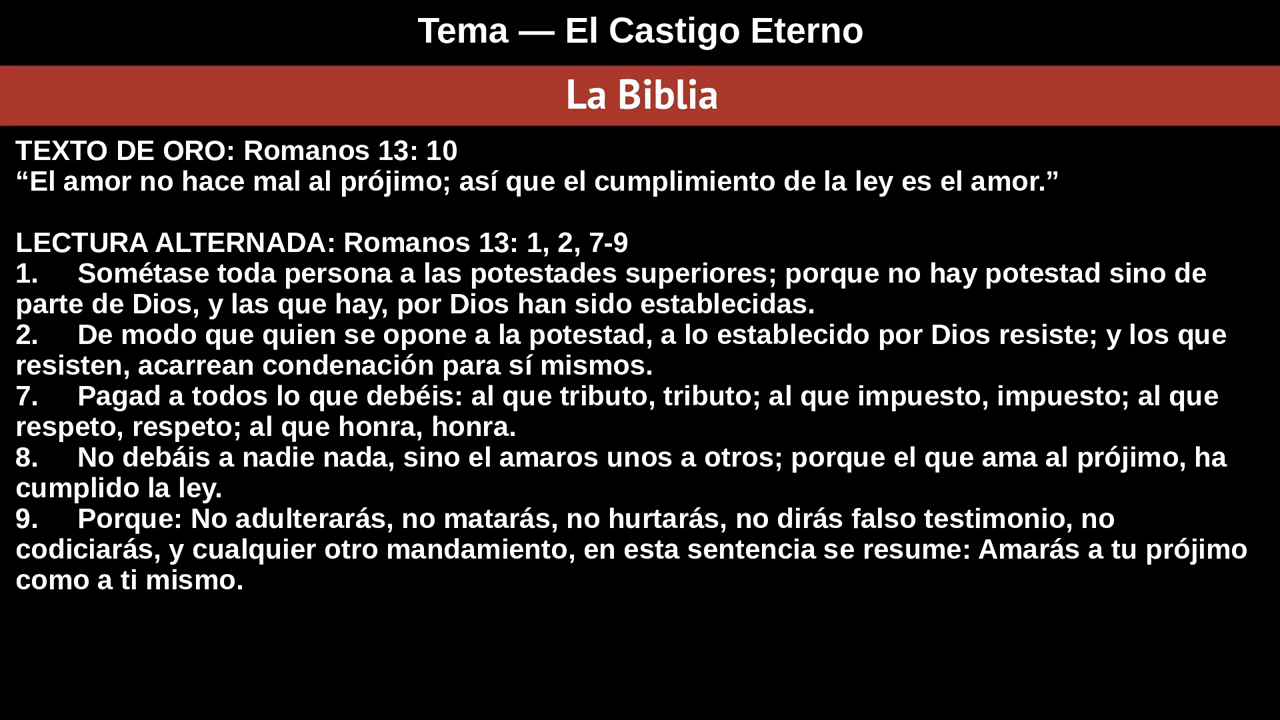 Tema — El Castigo Eterno
La Biblia
TEXTO DE ORO: Romanos 13: 10
“El amor no hace mal al prójimo; así que el cumplimiento de la ley es el amor.”
LECTURA ALTERNADA: Romanos 13: 1, 2, 7-9
1. Sométase toda persona a las potestades superiores; porque no hay potestad sino de
parte de Dios, y las que hay, por Dios han sido establecidas.
2. De modo que quien se opone a la potestad, a lo establecido por Dios resiste; y los que
resisten, acarrean condenación para sí mismos.
7. Pagad a todos lo que debéis: al que tributo, tributo; al que impuesto, impuesto; al que
respeto, respeto; al que honra, honra.
8. No debáis a nadie nada, sino el amaros unos a otros; porque el que ama al prójimo, ha
cumplido la ley.
9. Porque: No adulterarás, no matarás, no hurtarás, no dirás falso testimonio, no
codiciarás, y cualquier otro mandamiento, en esta sentencia se resume: Amarás a tu prójimo
como a ti mismo.